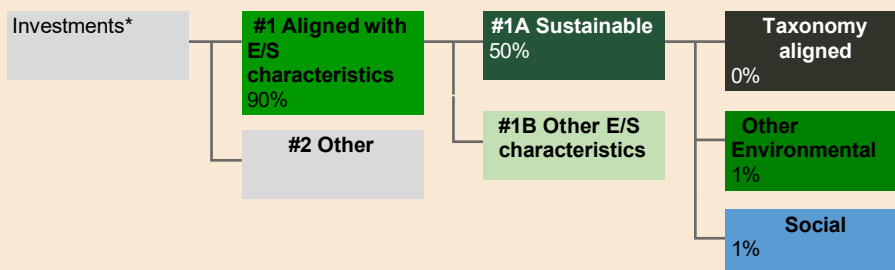 Investments*
#1 Aligned with
E/S
characteristics
90%
#2 Other
#1A Sustainable
50%
#1B Other E/S
characteristics
Taxonomy
aligned
0%
Other
Environmental
1%
Social
1%